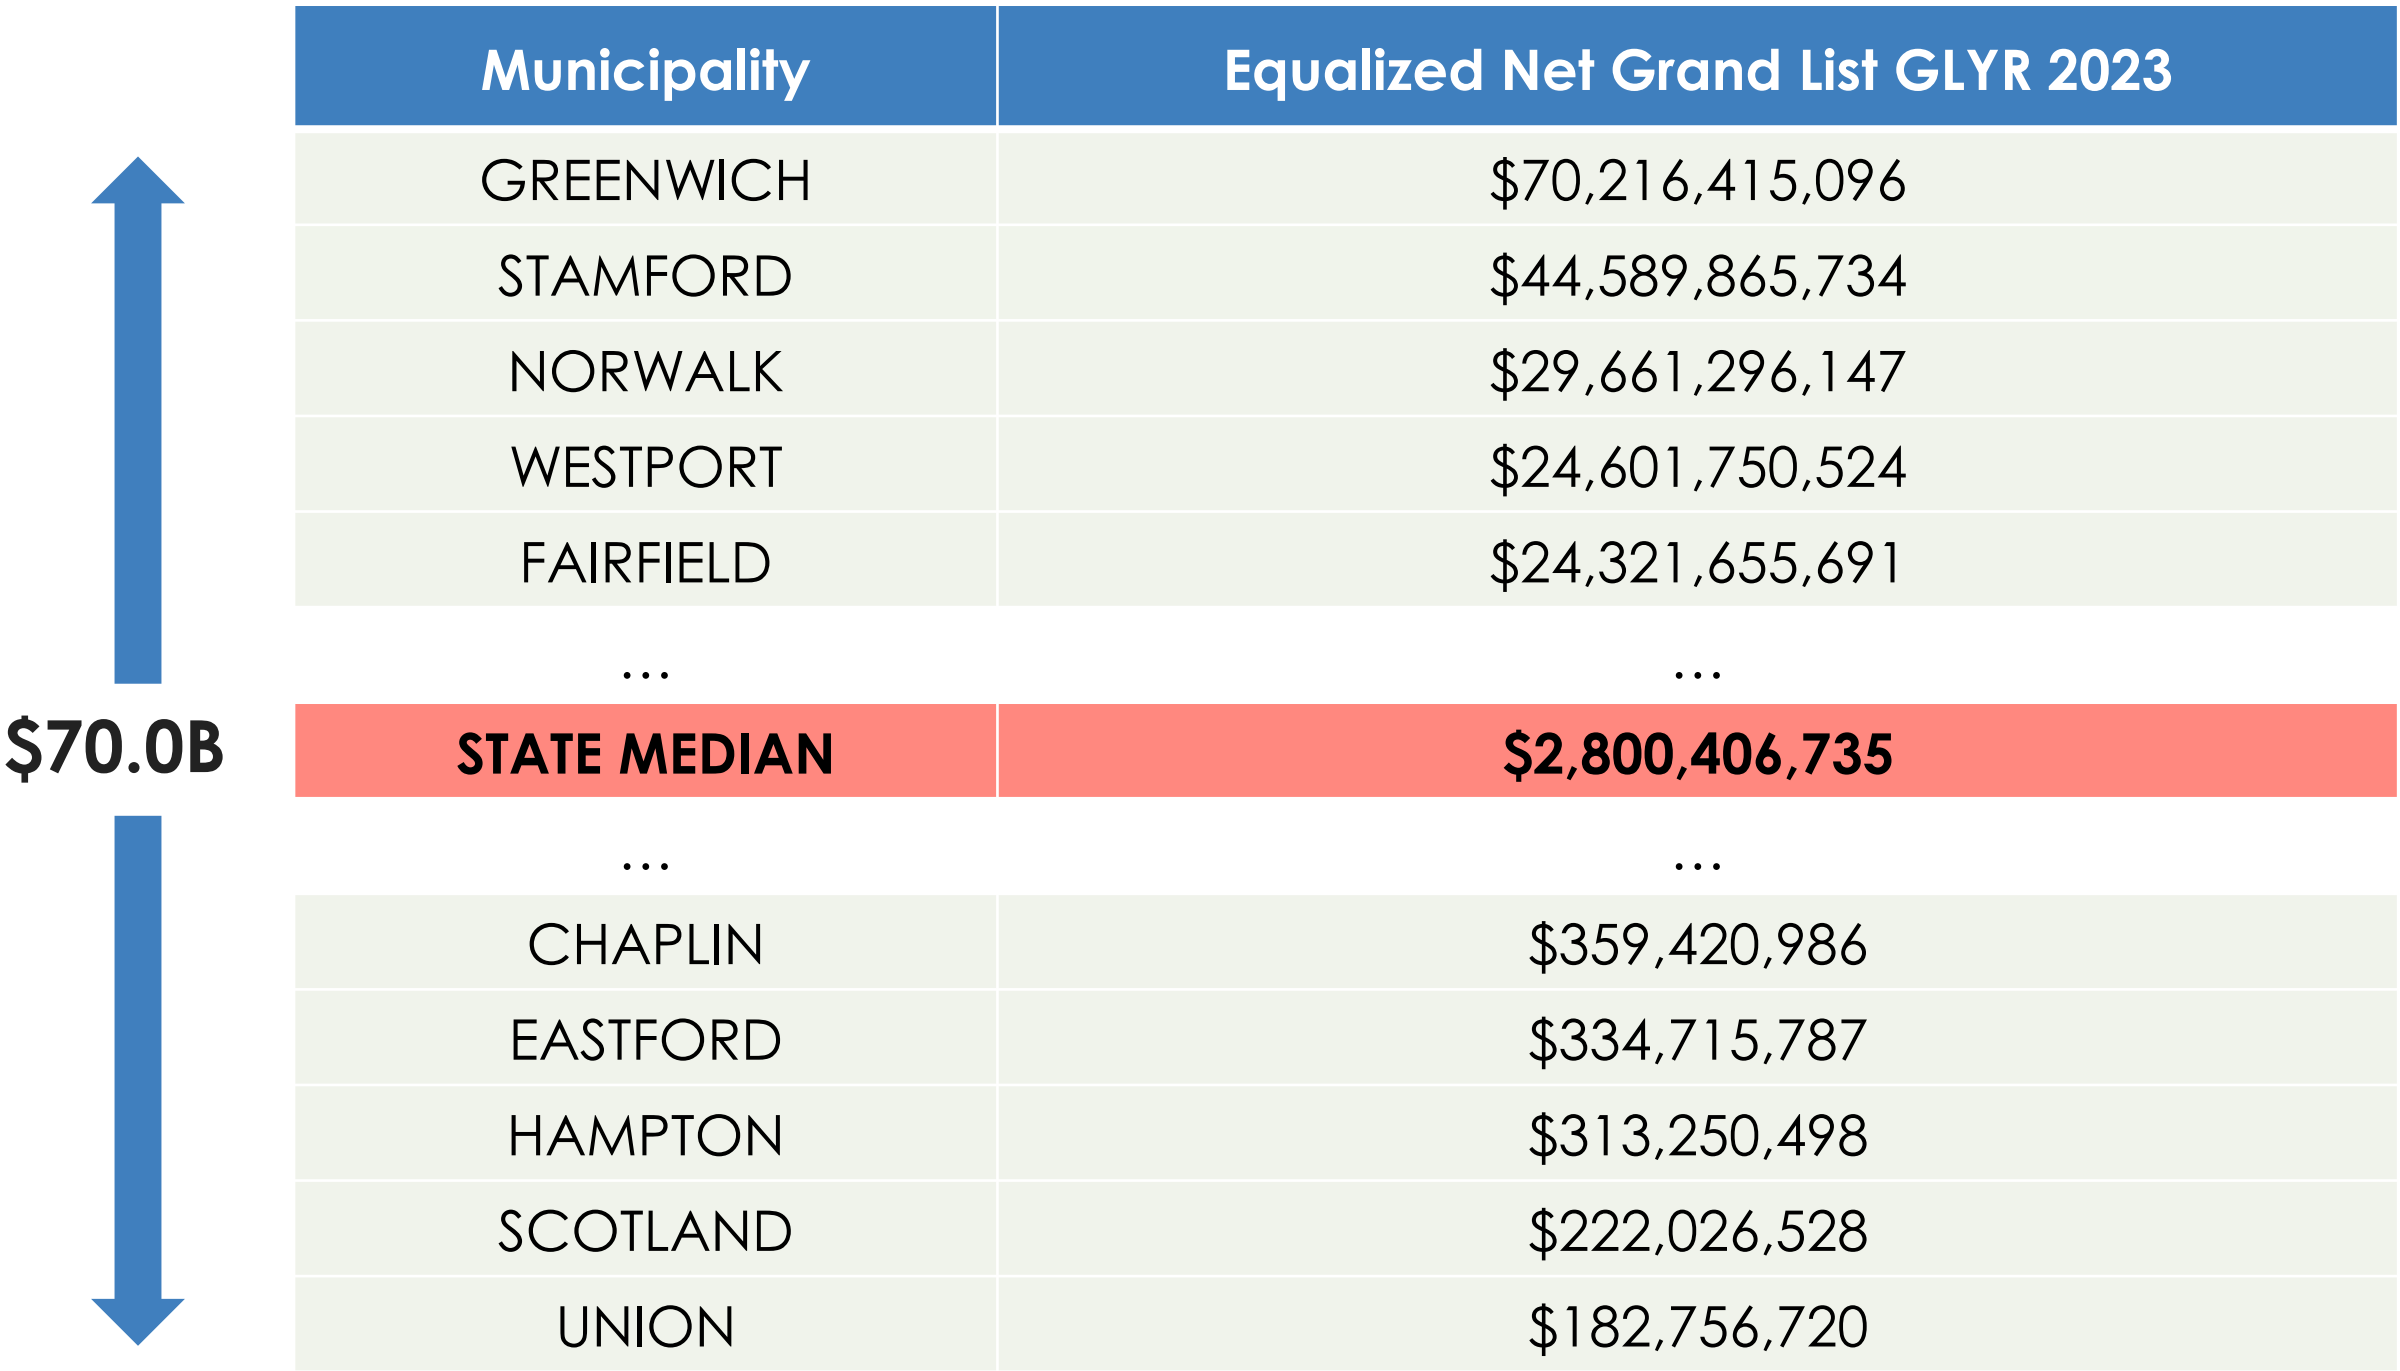 Municipality Equalized Net Grand List GLYR 2023
GREENWICH $70,216,415,096
STAMFORD $44,589,865,734
NORWALK $29,661,296,147
WESTPORT $24,601,750,524
FAIRFIELD $24,321,655,691
… …
$70.0B
STATE MEDIAN $2,800,406,735
… …
CHAPLIN $359,420,986
EASTFORD $334,715,787
HAMPTON $313,250,498
SCOTLAND $222,026,528
UNION $182,756,720